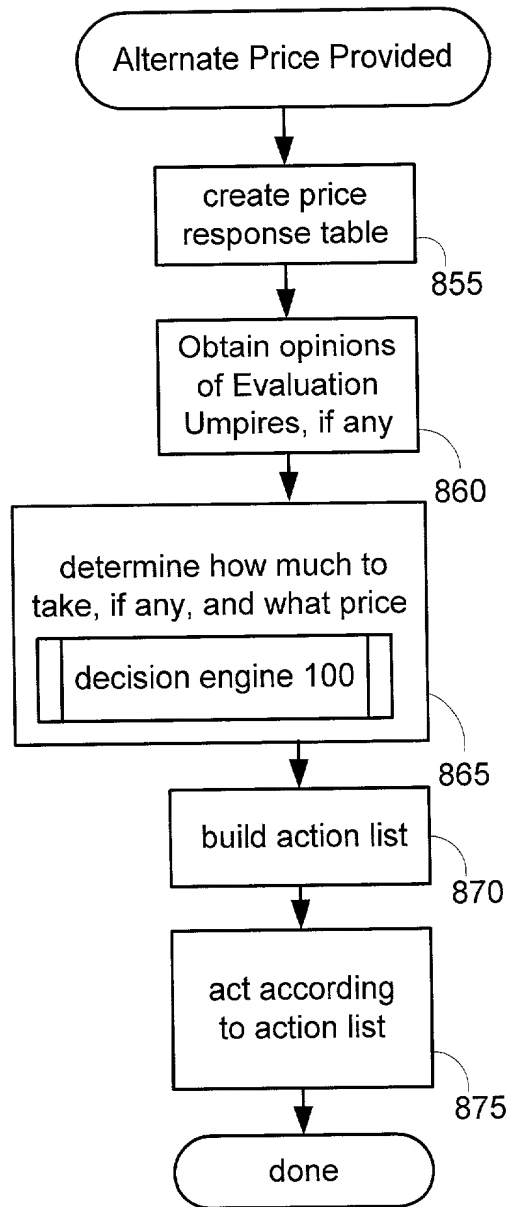 Alternate Price Provided
create price
response table
855
Obtain opinions
of Evaluation
Umpires, if any
860
determine how much to
take, if any, and what price
decision engine 100
865
build action list
870
act according
to action list
875
done